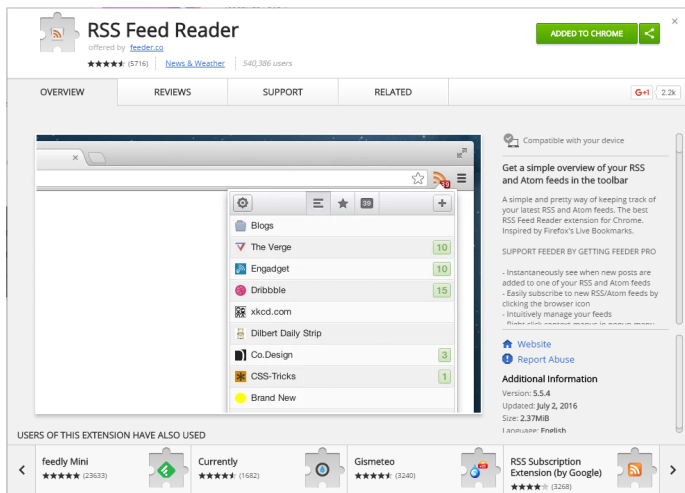 RSS Feed Reader
offered by feeder.co
(5716) News & Weather 540,386 users
ADDED TO CHROME
OVERVIEW REVIEWS SUPPORT RELATED
G+1 2.2k
39
39
Blogs
The Verge 10
Engadget 10
Dribbble 15
xkcd.com
Dilbert Daily Strip
Co.Design 3
CSS-Tricks 1
Brand New
Compatible with your device
Get a simple overview of your RSS
and Atom feeds in the toolbar
A simple and pretty way of keeping track of
your latest RSS and Atom feeds. The best
RSS Feed Reader extension for Chrome.
Inspired by Firefox's Live Bookmarks.
SUPPORT FEEDER BY GETTING FEEDER PRO
- Instantaneously see when new posts are
added to one of your RSS and Atom feeds
- Easily subscribe to new RSS/Atom feeds by
clicking the browser icon
- Intuitively manage your feeds
- Right click context menus in popup menu
Website
Report Abuse
Additional Information
Version: 5.5.4
Updated: July 2, 2016
Size: 2.37MiB
Language: English
USERS OF THIS EXTENSION HAVE ALSO USED
feedly Mini
(23633)
Currently
(1682)
Gismeteo
(3240)
RSS Subscription
Extension (by Google)
(3268)